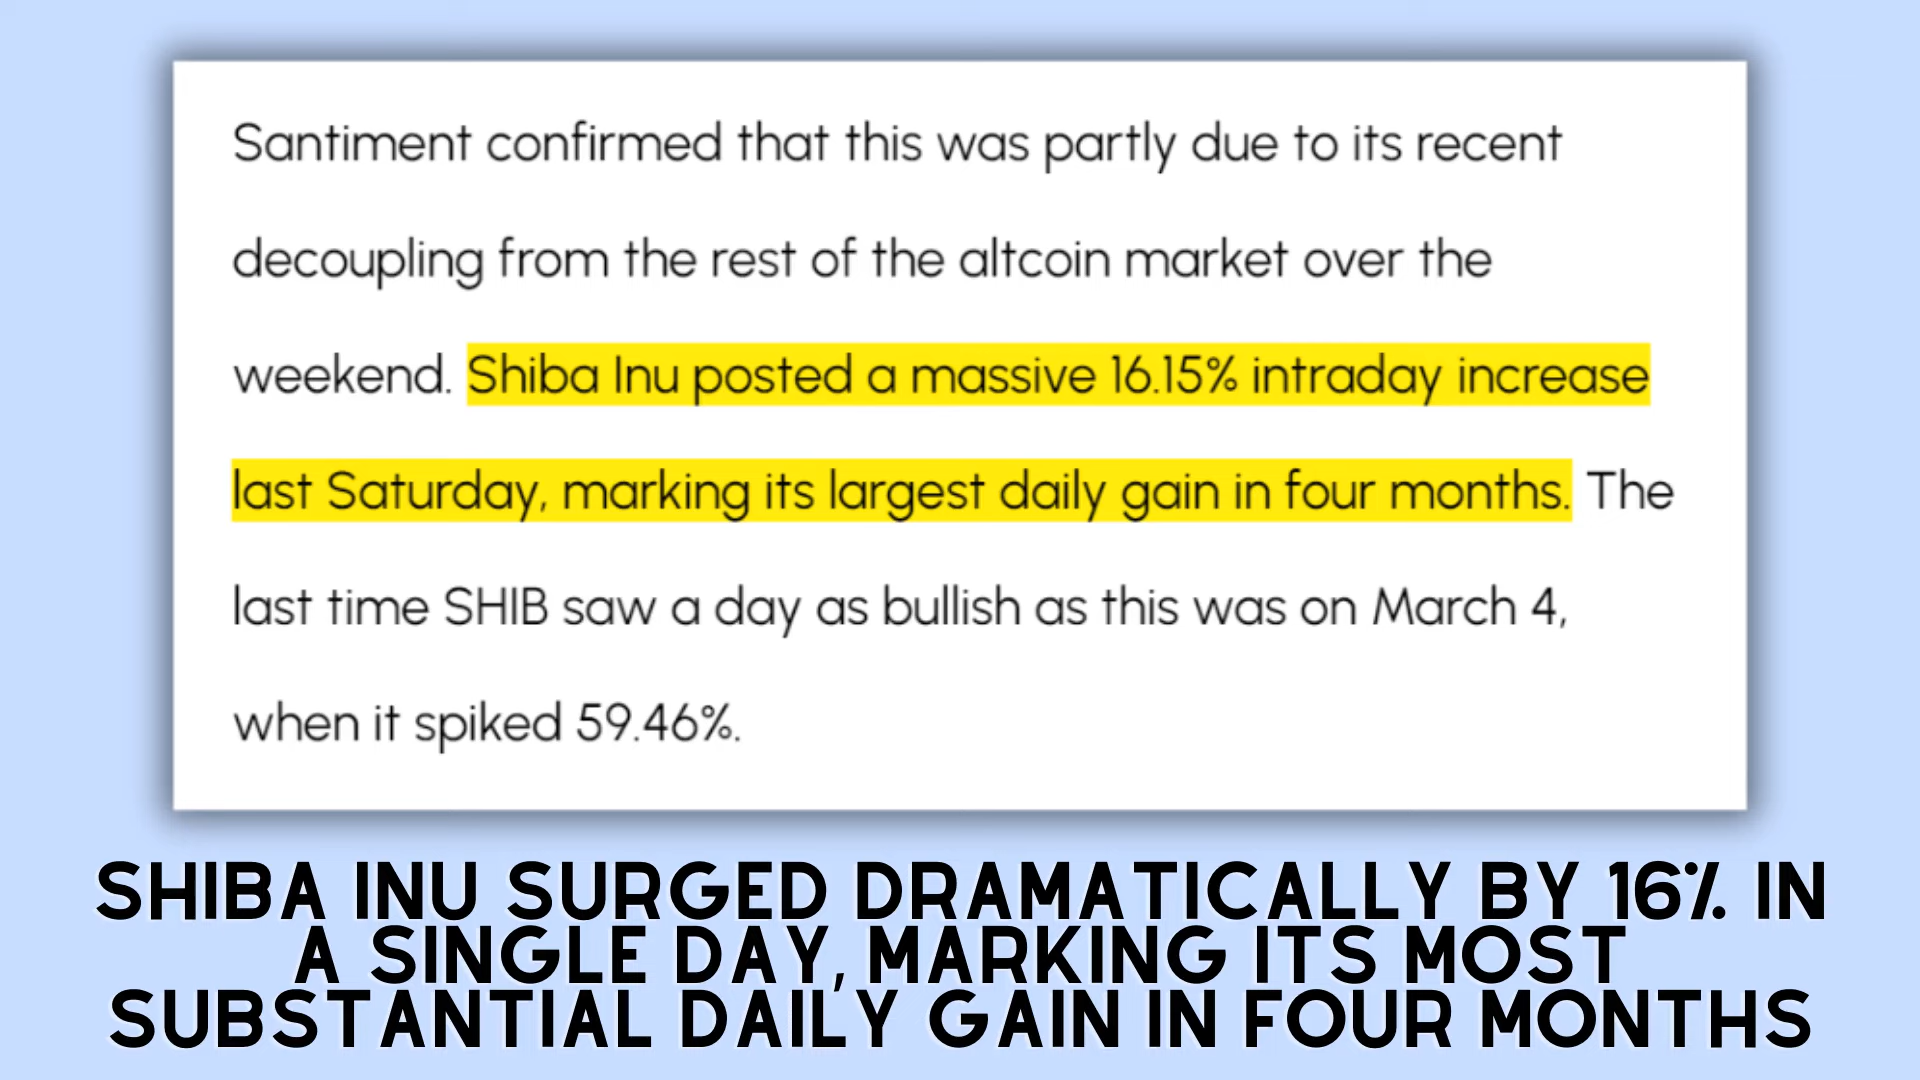 Santiment confirmed that this was partly due to its recent
decoupling from the rest of the altcoin market over the
weekend. Shiba Inu posted a massive 16.15% intraday increase
last Saturday, marking its largest daily gain in four months. The
last time SHIB saw a day as bullish as this was on March 4,
when it spiked 59.46%.
SHIBA INU SURGED DRAMATICALLY BY 16% IN
A SINGLE DAY, MARKING ITS MOST
SUBSTANTIAL DAILY GAIN IN FOUR MONTHS